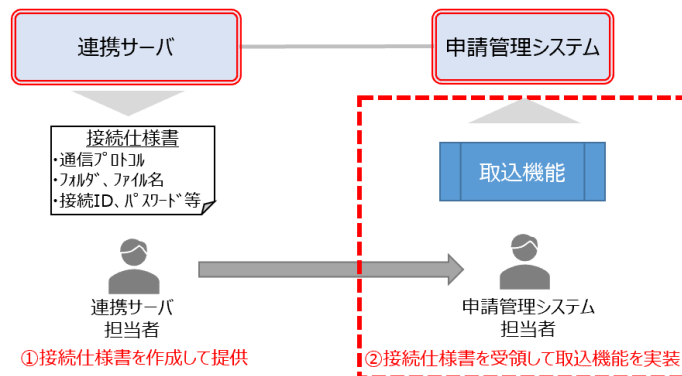 連携サーバ
申請管理システム
接続仕様書
・通信ﾌﾟﾛﾄｺﾙ
・ﾌｫﾙﾀﾞ、ﾌｧｲﾙ名
・接続ID、ﾊﾟｽﾜｰﾄﾞ等
取込機能
連携サーバ
担当者
申請管理システム
担当者
①接続仕様書を作成して提供
②接続仕様書を受領して取込機能を実装